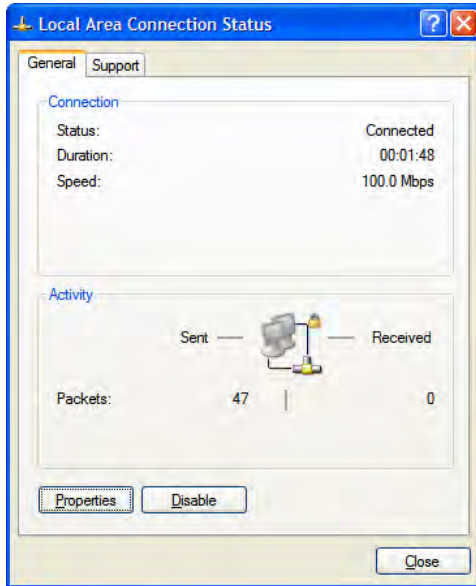 Local Area Connection Status
General Support
Connection
Status: Connected
Duration: 00:01:48
Speed: 100.0 Mbps
Activity
Sent Received
Packets: 47 0
Properties Disable
Close